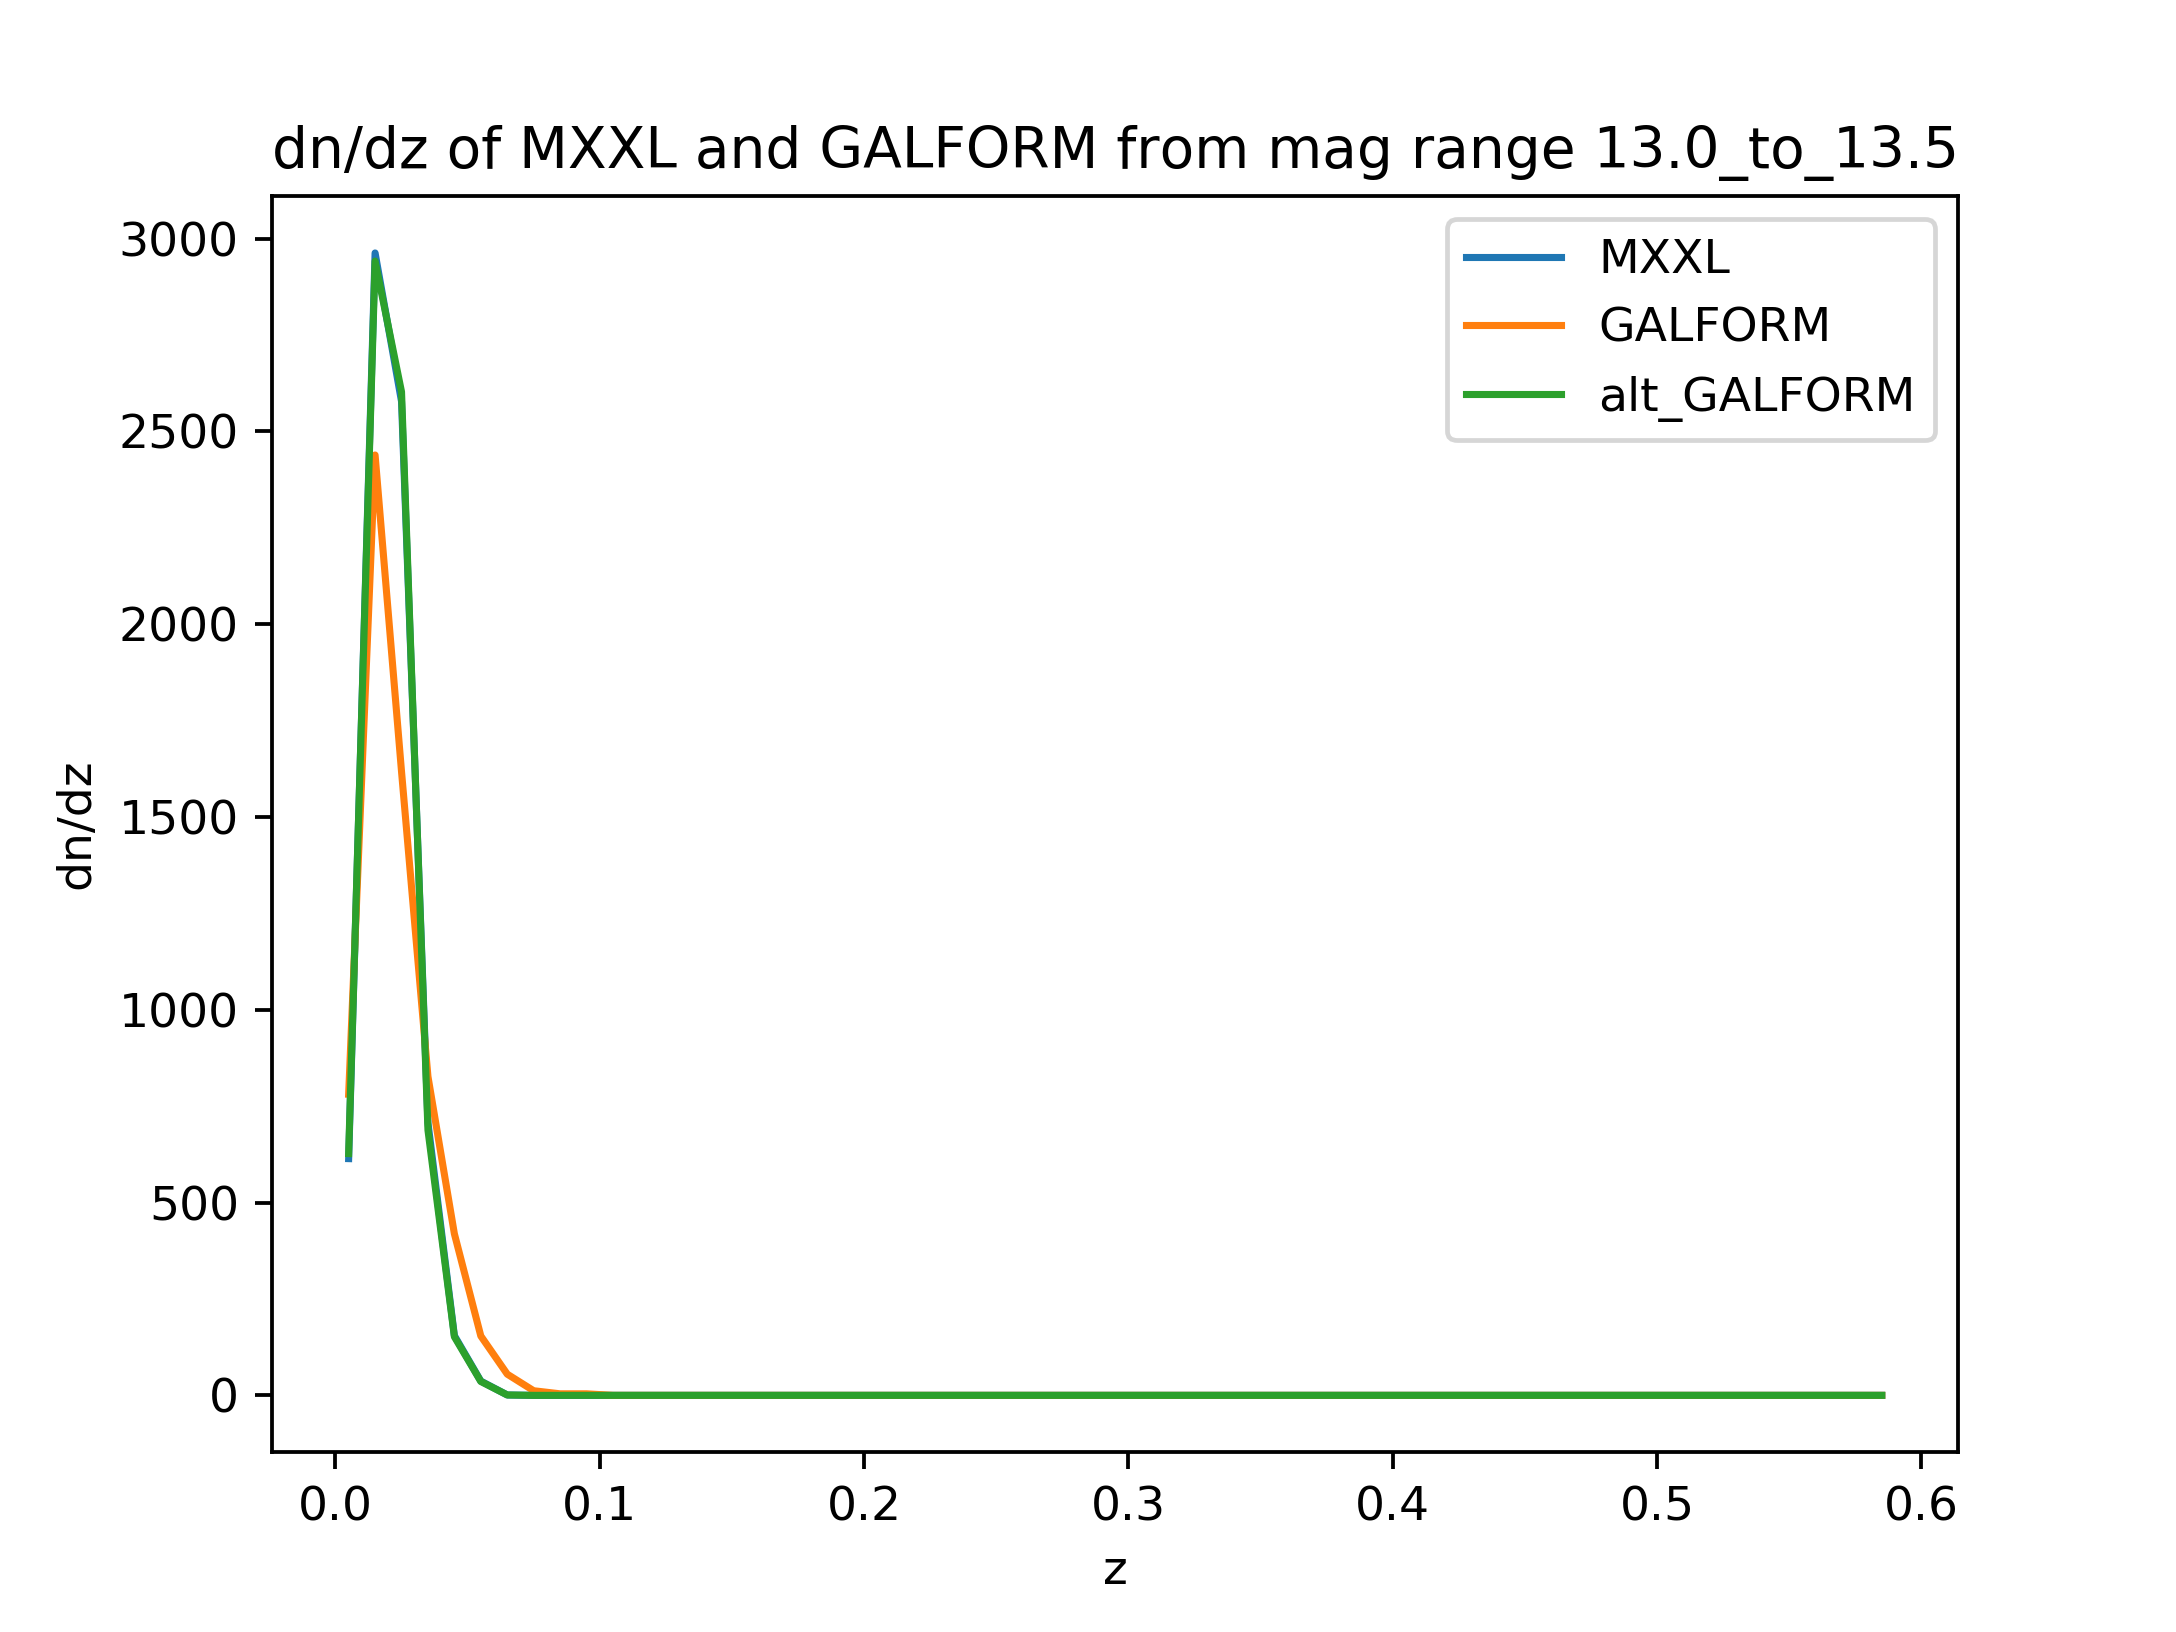 dn/dz of MXXL and GALFORM from mag range 13.0_to_13.5
MXXL
GALFORM
alt_GALFORM
3000
2500
2000
1500
1000
500
0
dn/dz
0.0 0.1 0.2 0.3 0.4 0.5 0.6
z